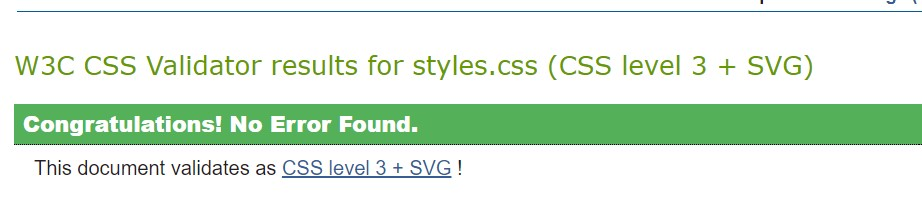 W3C CSS Validator results for styles.css (CSS level 3 + SVG)
Congratulations! No Error Found.
This document validates as CSS level 3 + SVG !